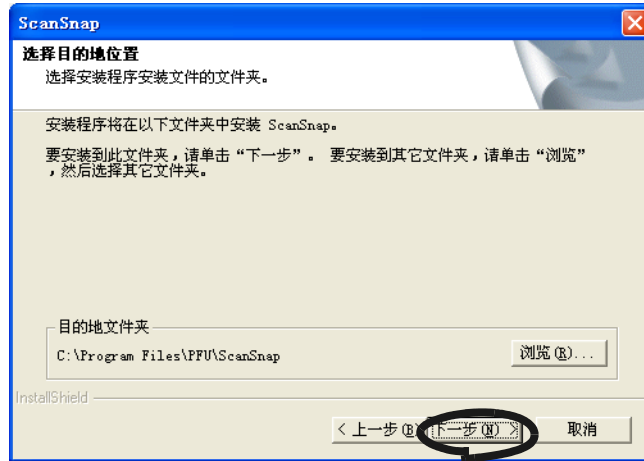 ScanSnap
选择目的地位置
选择安装程序安装文件的文件夹。
安装程序将在以下文件夹中安装 ScanSnap。
要安装到此文件夹，请单击“下一步”。 要安装到其它文件夹，请单击“浏览”
，然后选择其它文件夹。
目的地文件夹
C:\Program Files\PFU\ScanSnap
浏览(R)...
InstallShield
< 上一步(B)
下一步(N) >
取消